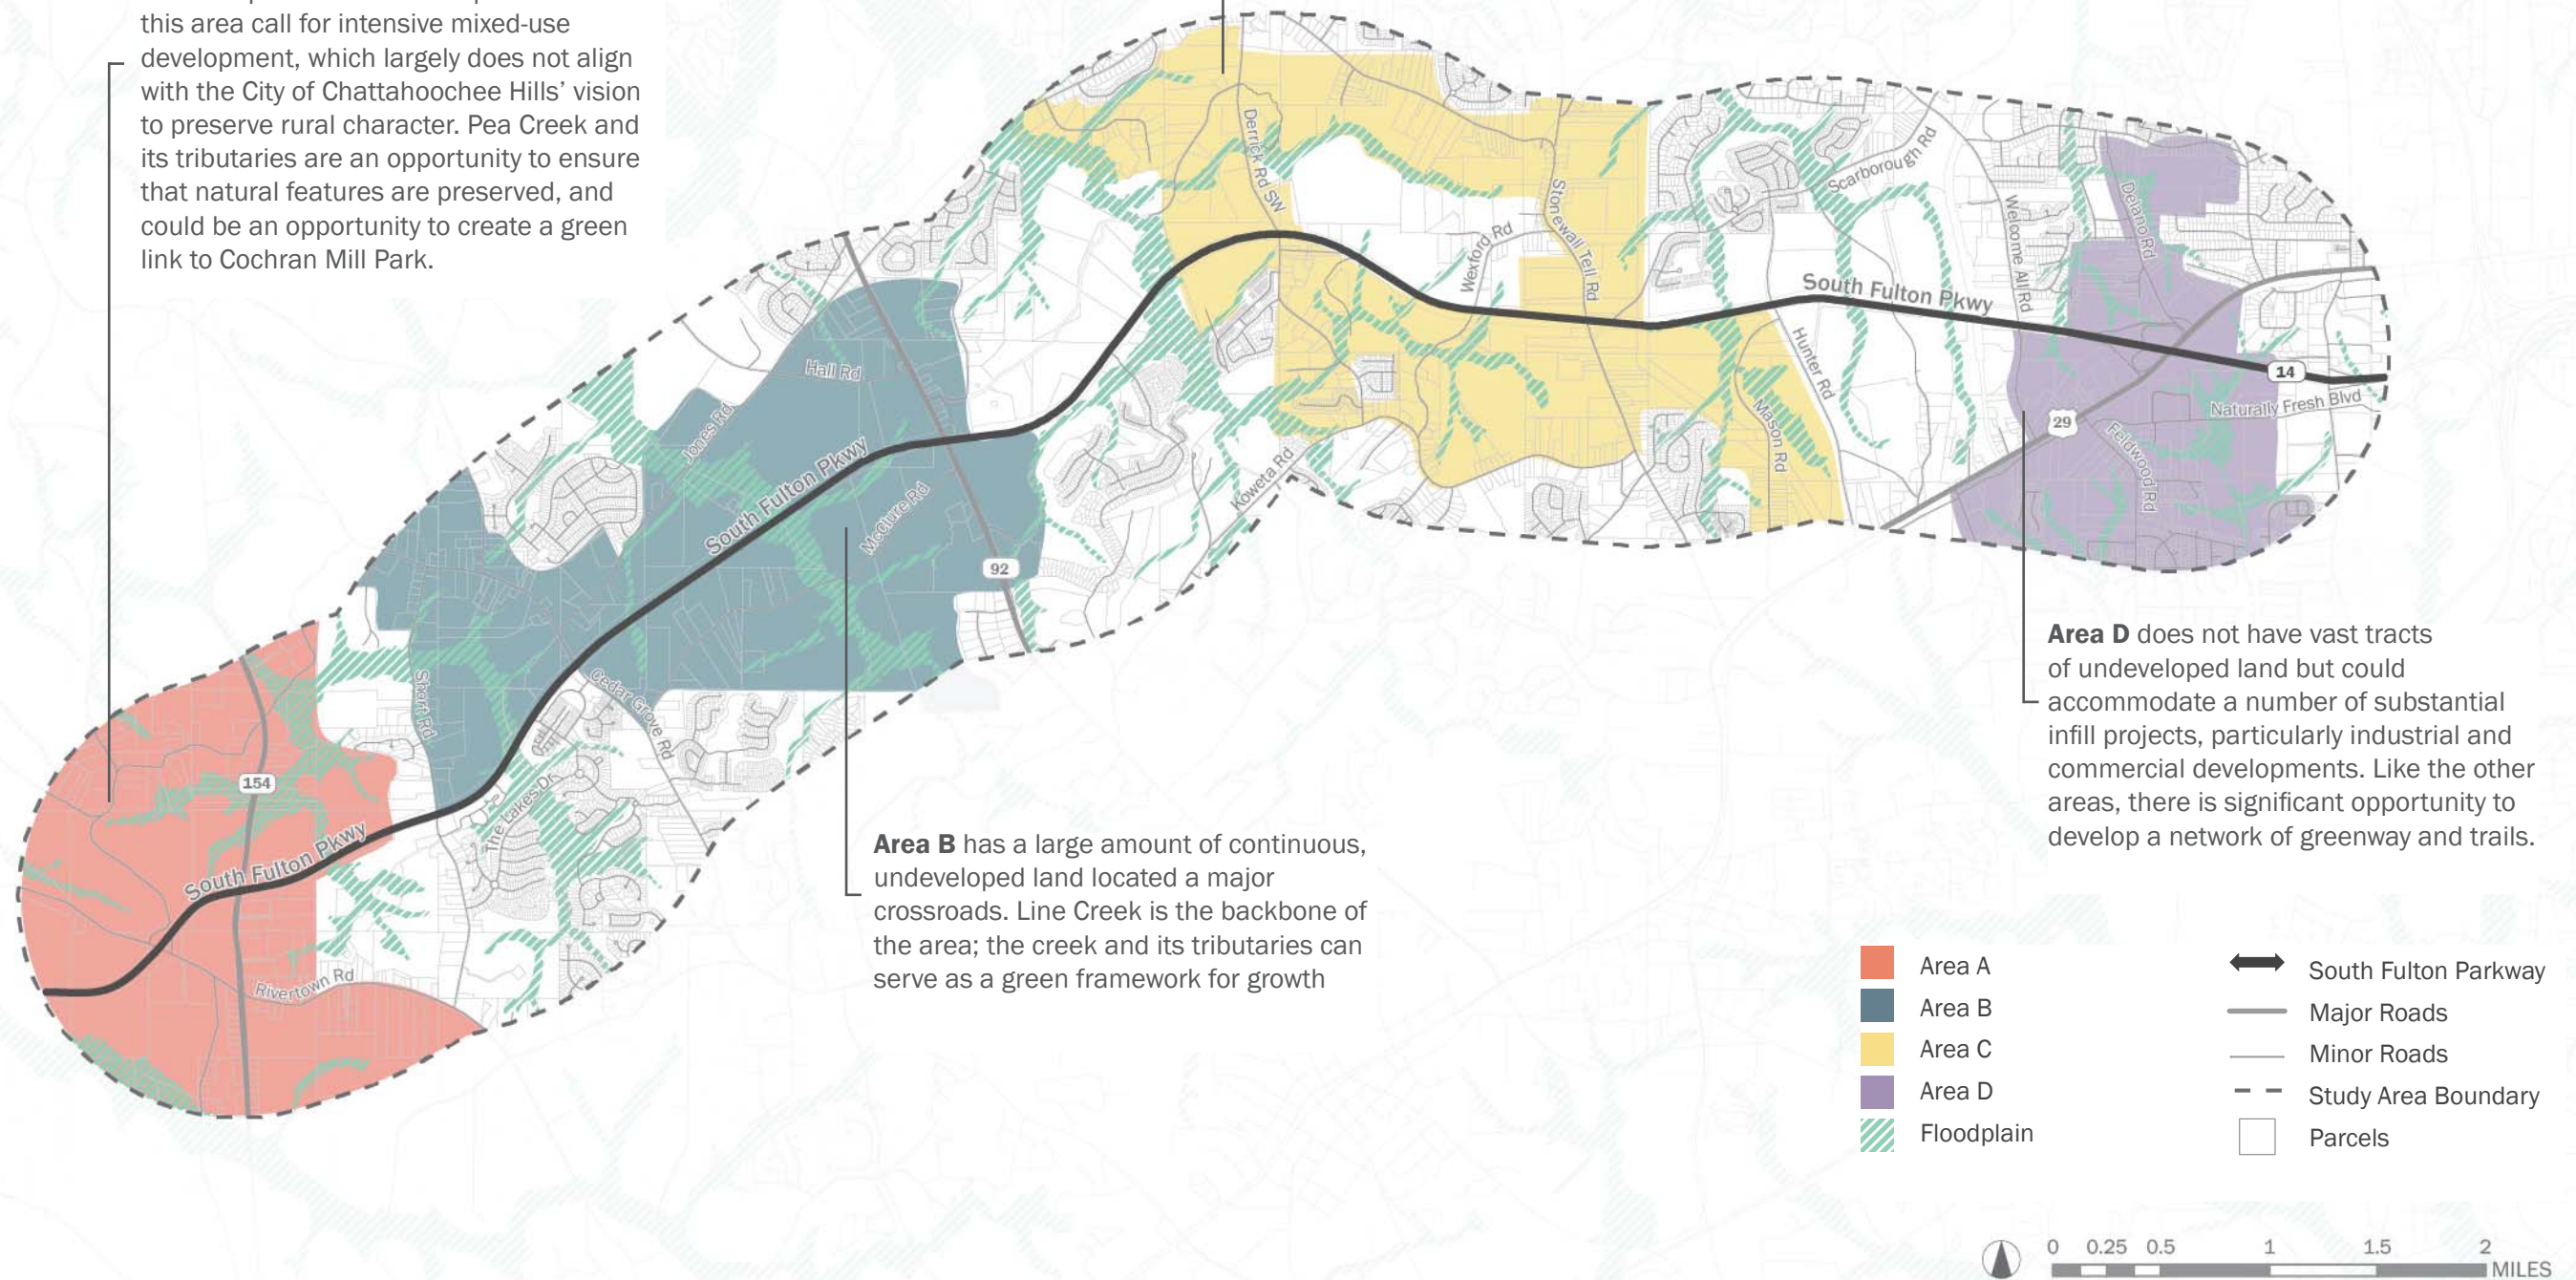 this area call for intensive mixed-use
development, which largely does not align
with the City of Chattahoochee Hills’ vision
to preserve rural character. Pea Creek and
its tributaries are an opportunity to ensure
that natural features are preserved, and
could be an opportunity to create a green
link to Cochran Mill Park.
Derrick Rd SW
Stonewall Tell Rd
Wexford Rd
Scarborough Rd
Welcome All Rd
Delano Rd
South Fulton Pkwy
Hunter Rd
Mason Rd
14
Naturally Fresh Blvd
29
Feldwood Rd
Koweta Rd
Hall Rd
Jones Rd
South Fulton Pkwy
McClure Rd
92
Short Rd
Cedar Grove Rd
The Lakes Dr
154
South Fulton Pkwy
Rivertown Rd
Area D does not have vast tracts
of undeveloped land but could
accommodate a number of substantial
infill projects, particularly industrial and
commercial developments. Like the other
areas, there is significant opportunity to
develop a network of greenway and trails.
Area B has a large amount of continuous,
undeveloped land located a major
crossroads. Line Creek is the backbone of
the area; the creek and its tributaries can
serve as a green framework for growth
Area A
Area B
Area C
Area D
Floodplain
South Fulton Parkway
Major Roads
Minor Roads
Study Area Boundary
Parcels
0 0.25 0.5 1 1.5 2
MILES